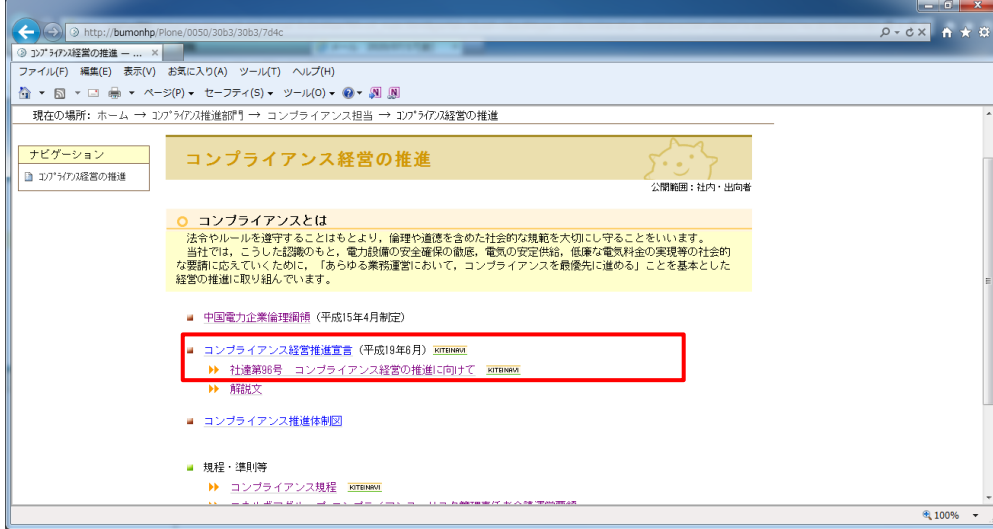 http://bumonhp/Plone/0050/30b3/30b3/7d4c
ｺﾝﾌﾟﾗｲｱﾝｽ経営の推進 — ...
ファイル(F) 編集(E) 表示(V) お気に入り(A) ツール(T) ヘルプ(H)
ページ(P) セーフティ(S) ツール(O)
現在の場所: ホーム → ｺﾝﾌﾟﾗｲｱﾝｽ推進部門 → コンプライアンス担当 → ｺﾝﾌﾟﾗｲｱﾝｽ経営の推進
ナビゲーション
ｺﾝﾌﾟﾗｲｱﾝｽ経営の推進
コンプライアンス経営の推進
公開範囲：社内・出向者
コンプライアンスとは
法令やルールを遵守することはもとより，倫理や道徳を含めた社会的な規範を大切にし守ることをいいます。
当社では，こうした認識のもと，電力設備の安全確保の徹底，電気の安定供給，低廉な電気料金の実現等の社会的
な要請に応えていくために，「あらゆる業務運営において，コンプライアンスを最優先に進める」ことを基本とした
経営の推進に取り組んでいます。
中国電力企業倫理綱領（平成15年4月制定）
コンプライアンス経営推進宣言（平成19年6月） KITEINAVI
社達第96号 コンプライアンス経営の推進に向けて KITEINAVI
解説文
コンプライアンス推進体制図
規程・準則等
コンプライアンス規程 KITEINAVI
100%